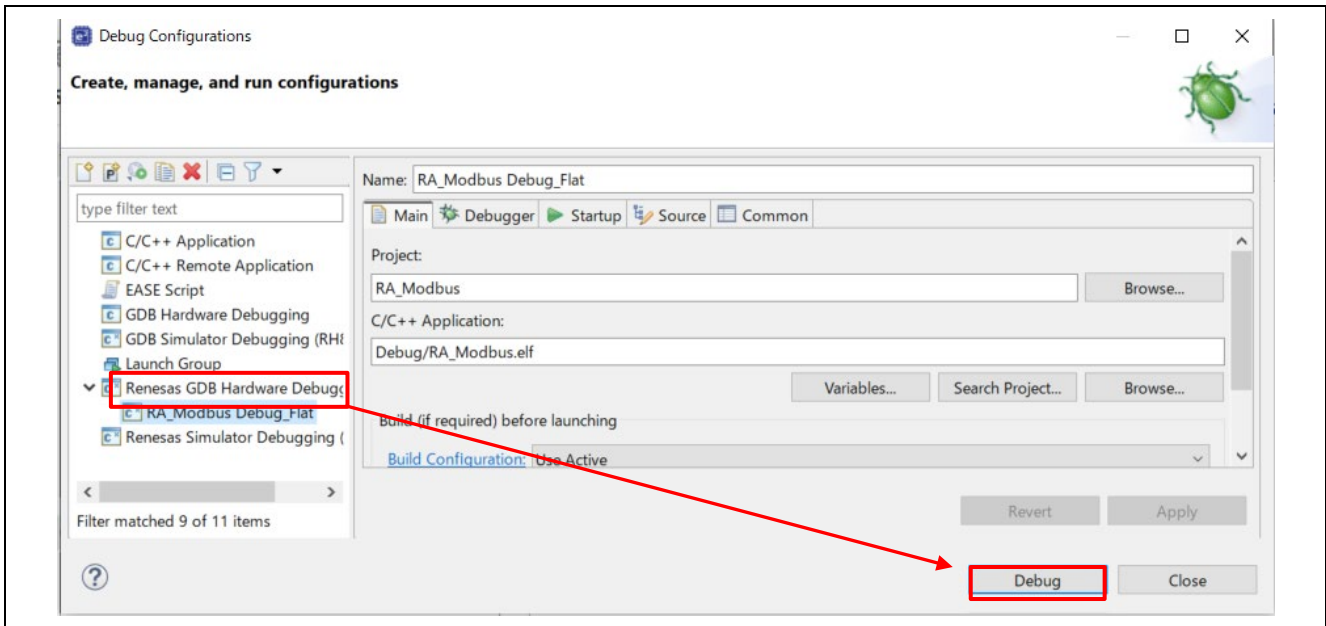 Debug Configurations
Create, manage, and run configurations
type filter text
C/C++ Application
C/C++ Remote Application
EASE Script
GDB Hardware Debugging
GDB Simulator Debugging (RH8
Launch Group
Renesas GDB Hardware Debugg
RA_Modbus Debug_Flat
Renesas Simulator Debugging (
Filter matched 9 of 11 items
Name: RA_Modbus Debug_Flat
Main Debugger Startup Source Common
Project:
RA_Modbus Browse...
C/C++ Application:
Debug/RA_Modbus.elf
Variables... Search Project... Browse...
Build (if required) before launching
Build Configuration: Use Active
Revert Apply
Debug Close